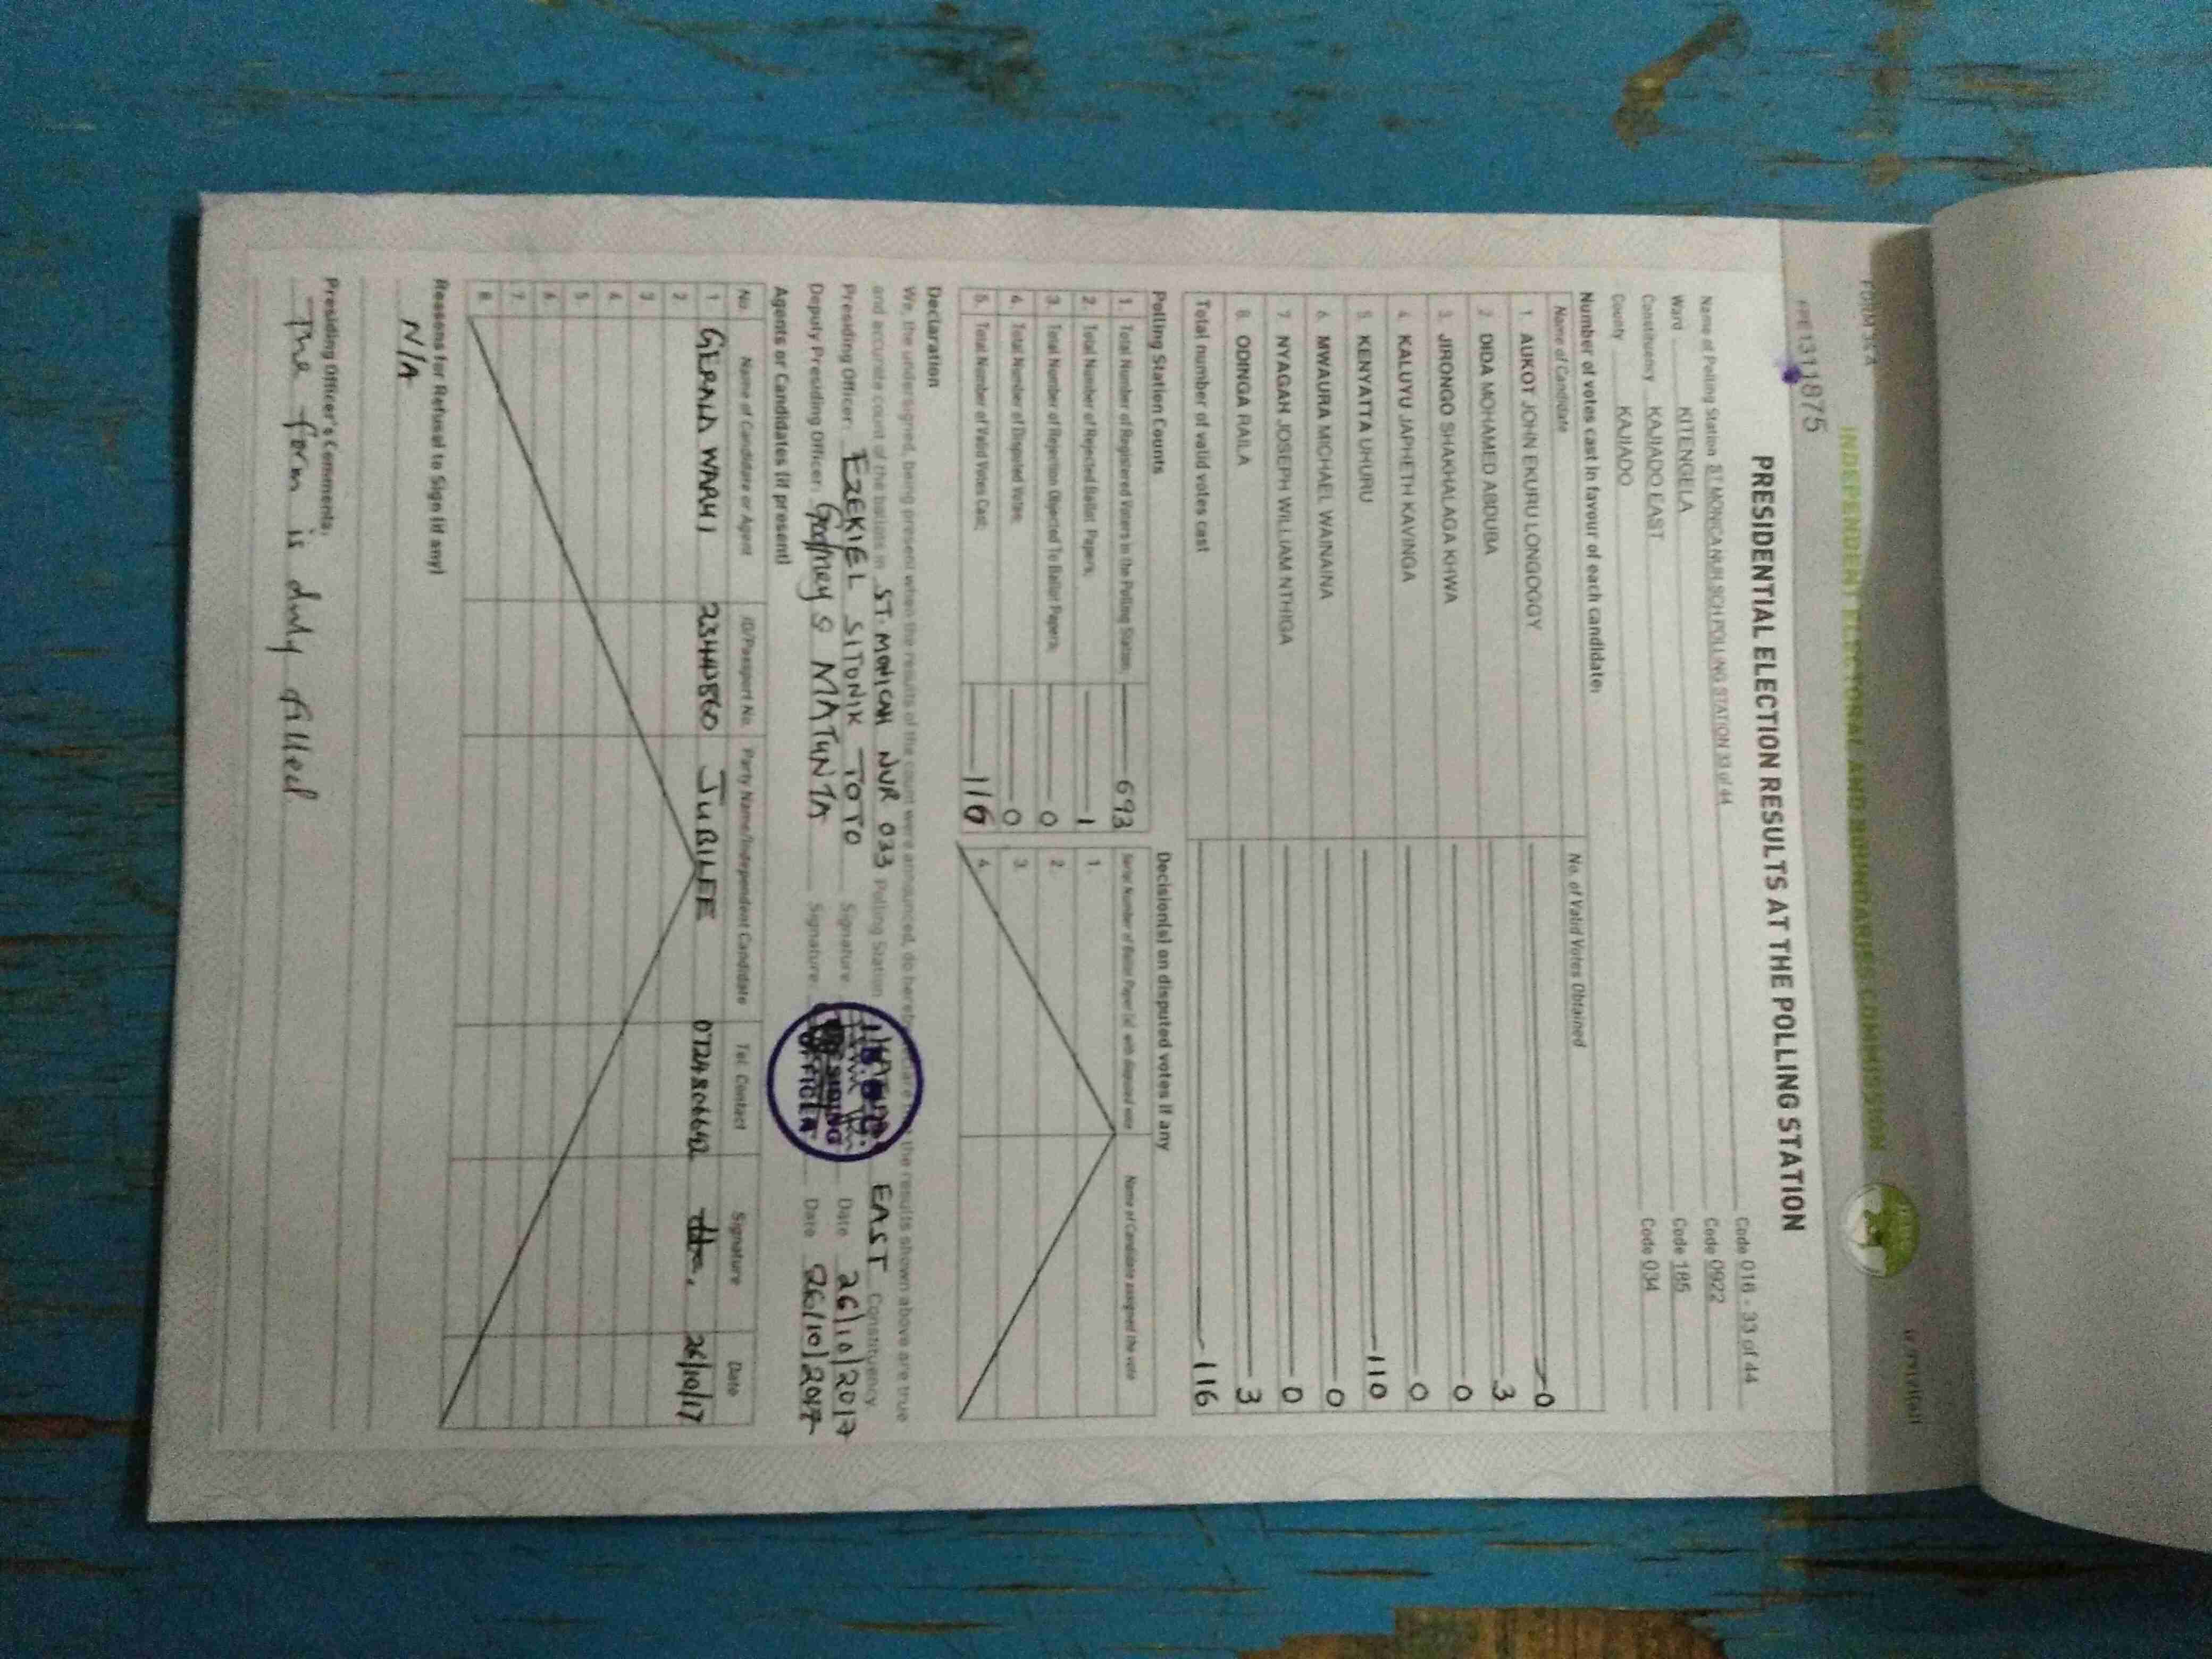 FORM 34 A
INDEPENDENT ELECTORAL AND BOUNDARIES COMMISSION
1311875
PRESIDENTIAL ELECTION RESULTS AT THE POLLING STATION
Name of Polling Station ST MONICA NUR SCH POLLING STATION 33 of 44 Code 018 - 33 of 44
Code 0922
Ward KITENGELA Code 185
Constituency KAJIADO EAST Code 034
County KAJIADO
Number of votes cast in favour of each candidate:
Name of Candidate No. of Valid Votes Obtained
1. AUKOT JOHN EKURU LONGOGGY 0
2. DIDA MOHAMED ABDUBA 3
3. JIRONGO SHAKHALAGA KHWA 0
4. KALUYU JAPHETH KAVINGA 0
5. KENYATTA UHURU 110
6. MWAURA MICHAEL WAINAINA 0
7. NYAGAH JOSEPH WILLIAM NTHIGA 0
8. ODINGA RAILA 3
Total number of valid votes cast 116
Polling Station Counts
1. Total Number of Registered Voters in the Polling Station; 693
2. Total Number of Rejected Ballot Papers; 1
3. Total Number of Rejection Objected To Ballot Papers; 0
4. Total Number of Disputed Votes; 0
5. Total Number of Valid Votes Cast; 116
Decision(s) on disputed votes if any
Serial Number of Ballot Paper (s) with disputed vote Name of Candidate assigned the vote
1.
2.
3.
4.
Declaration
We, the undersigned, being present when the results of the count were announced, do hereby declare the results shown above are true
and accurate count of the ballots in ST. MONICAH NUR 033 Polling Station EAST Constituency
Presiding Officer: EZEKIEL SITONIK TOTO Signature Date 26/10/2017
Deputy Presiding Officer: Godfrey O MATUNTA Signature Date 26/10/2017
PRESIDING
OFFICER
Agents or Candidates (if present)
No. Name of Candidate or Agent ID/Passport No. Party Name/Independent Candidate Tel. Contact Signature Date
1 GERALD WARUI JUBILEE 26/10/17
2.
3
4
5
6
7.
8.
Reasons for Refusal to Sign (if any)
N/A
Presiding Officer's Comments:
The form is duly filled